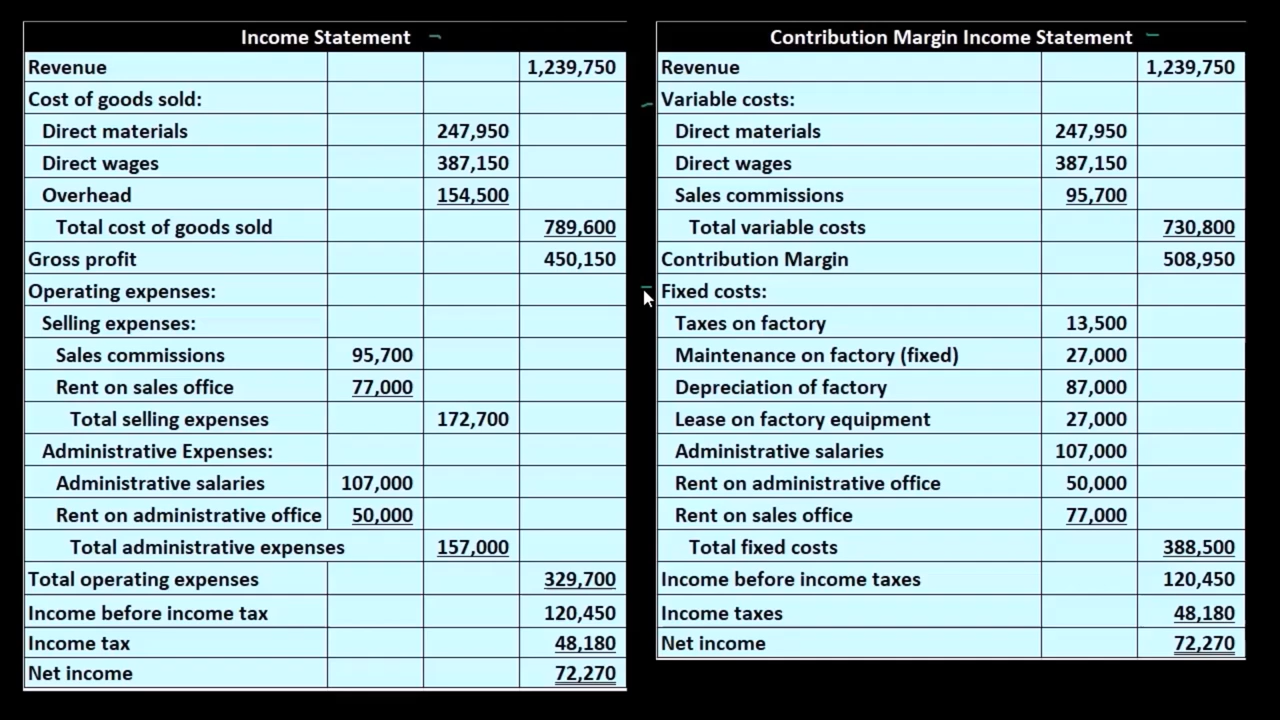 Income Statement
Revenue 1,239,750
Cost of goods sold:
Direct materials 247,950
Direct wages 387,150
Overhead 154,500
Total cost of goods sold 789,600
Gross profit 450,150
Operating expenses:
Selling expenses:
Sales commissions 95,700
Rent on sales office 77,000
Total selling expenses 172,700
Administrative Expenses:
Administrative salaries 107,000
Rent on administrative office 50,000
Total administrative expenses 157,000
Total operating expenses 329,700
Income before income tax 120,450
Income tax 48,180
Net income 72,270
Contribution Margin Income Statement
Revenue 1,239,750
Variable costs:
Direct materials 247,950
Direct wages 387,150
Sales commissions 95,700
Total variable costs 730,800
Contribution Margin 508,950
Fixed costs:
Taxes on factory 13,500
Maintenance on factory (fixed) 27,000
Depreciation of factory 87,000
Lease on factory equipment 27,000
Administrative salaries 107,000
Rent on administrative office 50,000
Rent on sales office 77,000
Total fixed costs 388,500
Income before income taxes 120,450
Income taxes 48,180
Net income 72,270